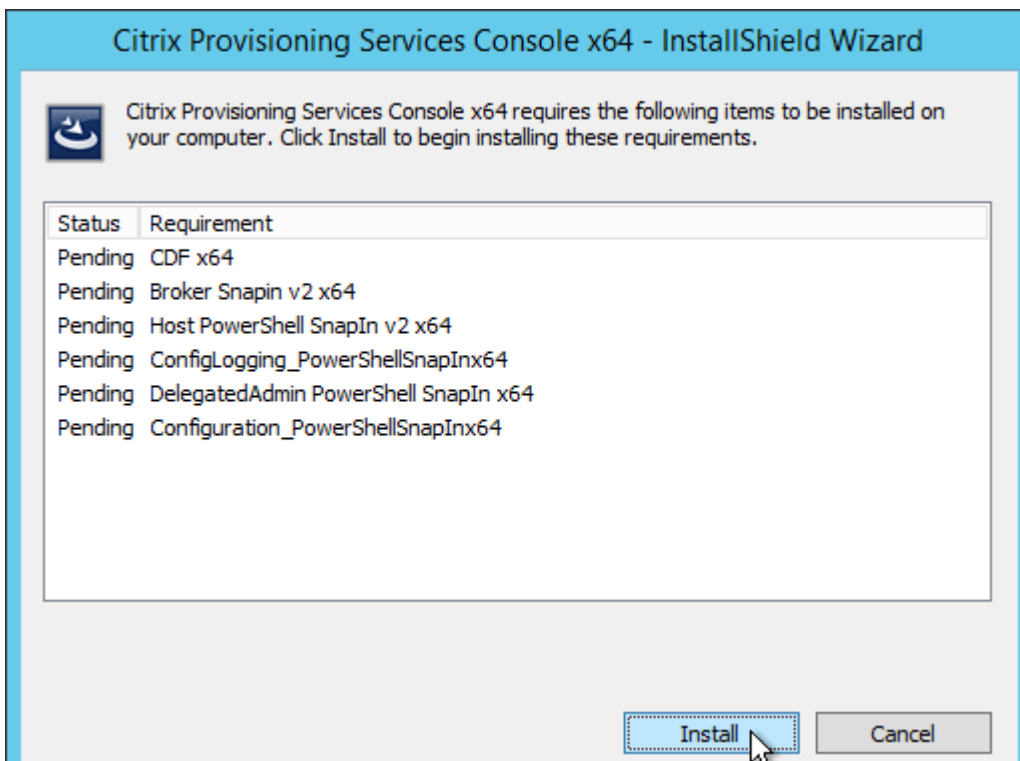 Citrix Provisioning Services Console x64 - InstallShield Wizard
Citrix Provisioning Services Console x64 requires the following items to be installed on
your computer. Click Install to begin installing these requirements.
Status Requirement
Pending CDF x64
Pending Broker Snapin v2 x64
Pending Host PowerShell SnapIn v2 x64
Pending ConfigLogging_PowerShellSnapInx64
Pending DelegatedAdmin PowerShell SnapIn x64
Pending Configuration_PowerShellSnapInx64
Install Cancel